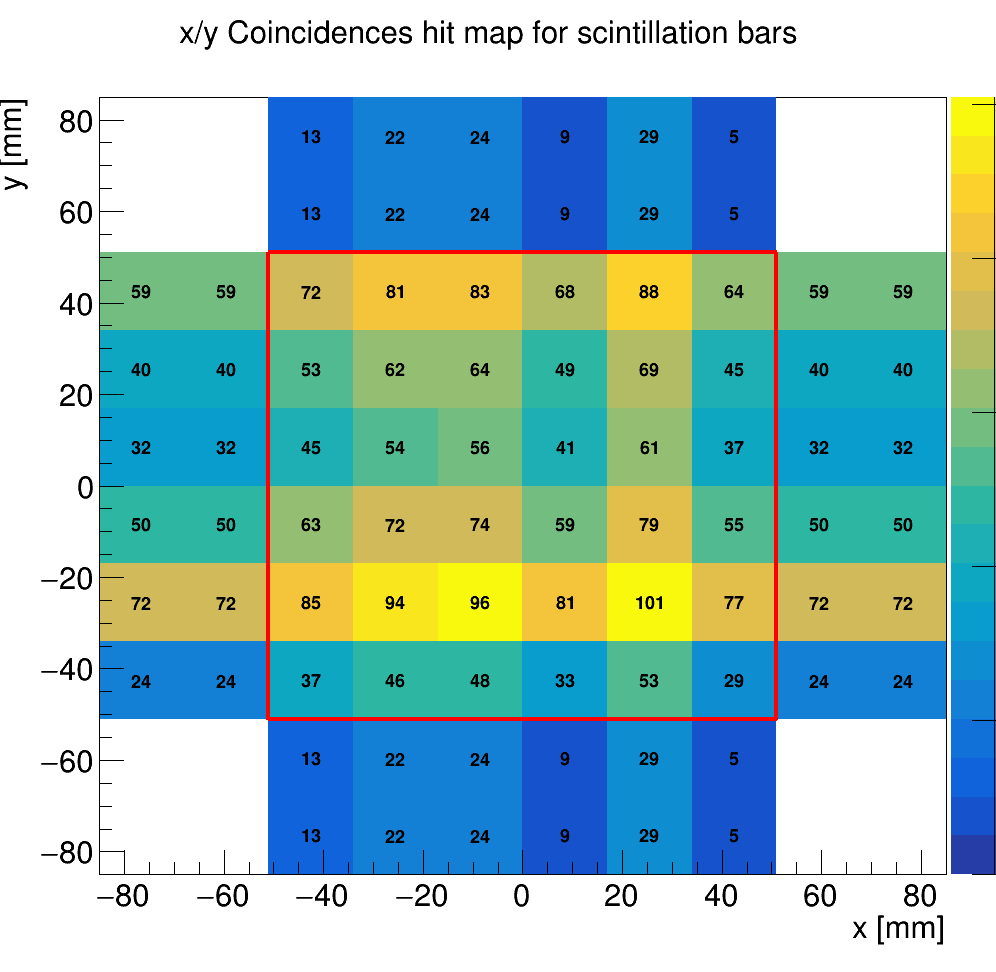 x/y Coincidences hit map for scintillation bars
y [mm]
80
13 22 24 9 29 5
60
13 22 24 9 29 5
40
59 59 72 81 83 68 88 64 59 59
20
40 40 53 62 64 49 69 45 40 40
32 32 45 54 56 41 61 37 32 32
0
50 50 63 72 74 59 79 55 50 50
−20
72 72 85 94 96 81 101 77 72 72
−40
24 24 37 46 48 33 53 29 24 24
−60
13 22 24 9 29 5
−80
13 22 24 9 29 5
−80 −60 −40 −20 0 20 40 60 80
x [mm]